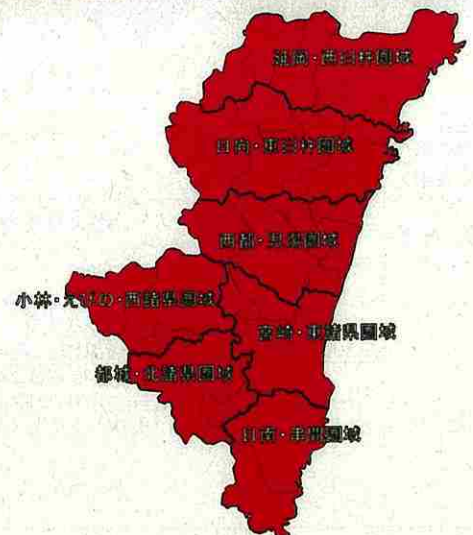 延岡・西臼杵圏域
日向・東臼杵圏域
西都・児湯圏域
小林・えびの・西諸県圏域
宮崎・東諸県圏域
都城・北諸県圏域
日南・串間圏域